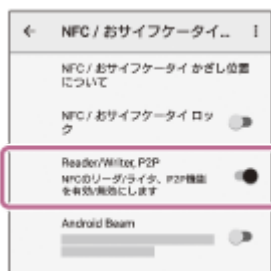 ← NFC / おサイフケータイ... ⋮
NFC / おサイフケータイ かざし位置
について
NFC / おサイフケータイ ロッ
ク
Reader/Writer, P2P
NFCのリーダ/ライタ、P2P機能
を有効/無効にします
Android Beam